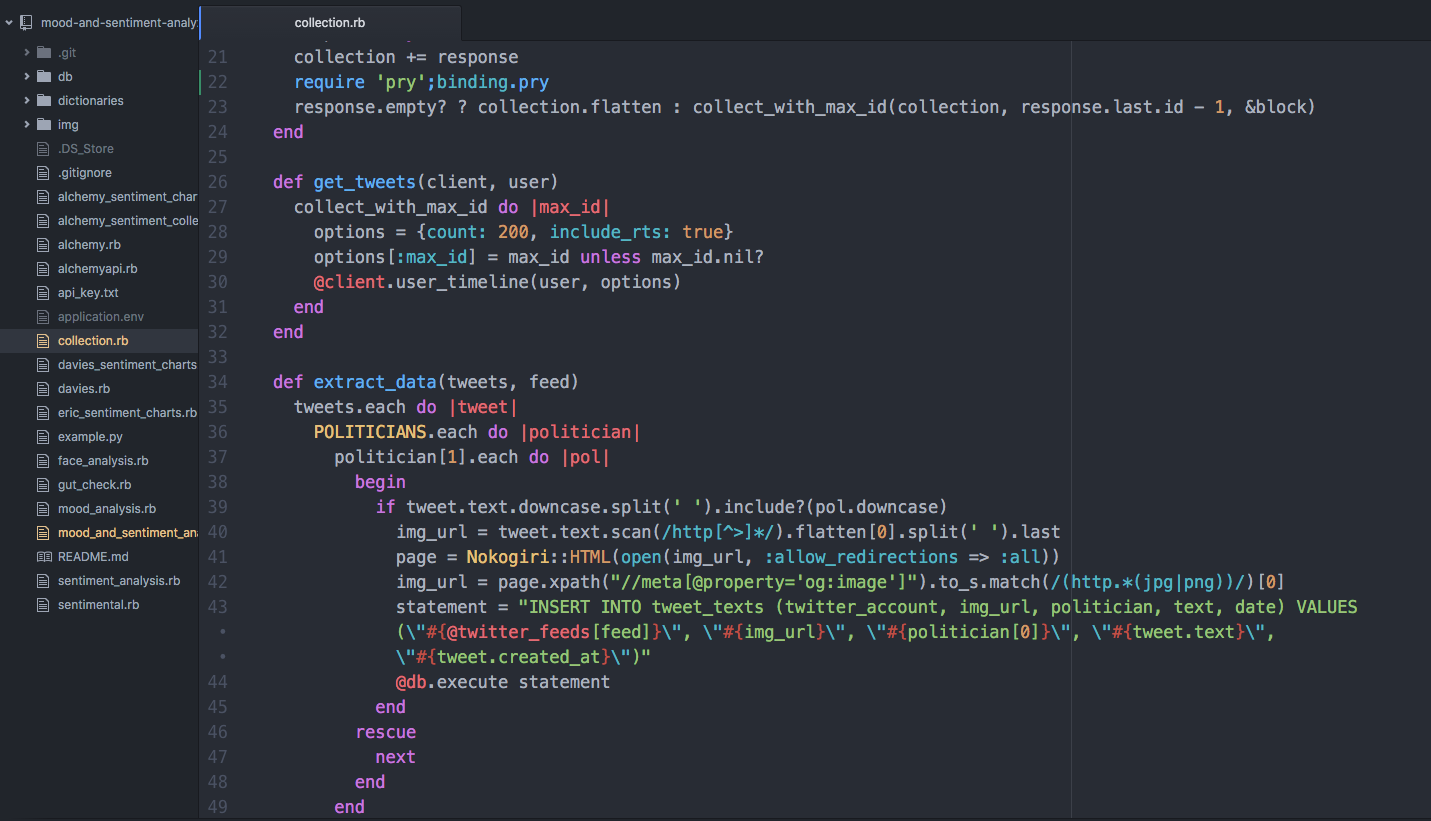 mood-and-sentiment-analy
.git
db
dictionaries
img
.DS_Store
.gitignore
alchemy_sentiment_char
alchemy_sentiment_colle
alchemy.rb
alchemyapi.rb
api_key.txt
application.env
collection.rb
davies_sentiment_charts
davies.rb
eric_sentiment_charts.rb
example.py
face_analysis.rb
gut_check.rb
mood_analysis.rb
mood_and_sentiment_ana
README.md
sentiment_analysis.rb
sentimental.rb
collection.rb
21 collection += response
22 require 'pry';binding.pry
23 response.empty? ? collection.flatten : collect_with_max_id(collection, response.last.id - 1, &block)
24 end
25
26 def get_tweets(client, user)
27 collect_with_max_id do |max_id|
28 options = {count: 200, include_rts: true}
29 options[:max_id] = max_id unless max_id.nil?
30 @client.user_timeline(user, options)
31 end
32 end
33
34 def extract_data(tweets, feed)
35 tweets.each do |tweet|
36 POLITICIANS.each do |politician|
37 politician[1].each do |pol|
38 begin
39 if tweet.text.downcase.split(' ').include?(pol.downcase)
40 img_url = tweet.text.scan(/http[^>]*/).flatten[0].split(' ').last
41 page = Nokogiri::HTML(open(img_url, :allow_redirections => :all))
42 img_url = page.xpath("//meta[@property='og:image']").to_s.match(/(http.*(jpg|png))/)[0]
43 statement = "INSERT INTO tweet_texts (twitter_account, img_url, politician, text, date) VALUES
• (\"#{@twitter_feeds[feed]}\", \"#{img_url}\", \"#{politician[0]}\", \"#{tweet.text}\",
• \"#{tweet.created_at}\")"
44 @db.execute statement
45 end
46 rescue
47 next
48 end
49 end